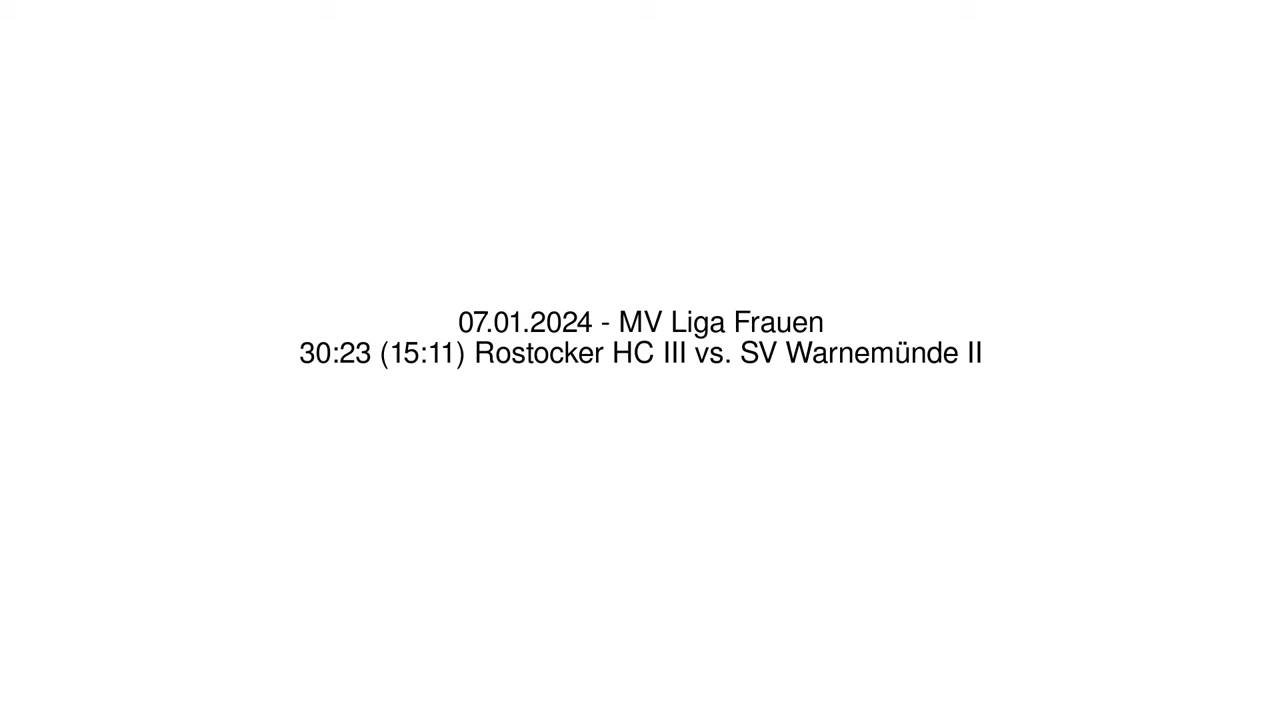 07.01.2024 - MV Liga Frauen
30:23 (15:11) Rostocker HC III vs. SV Warnemünde II